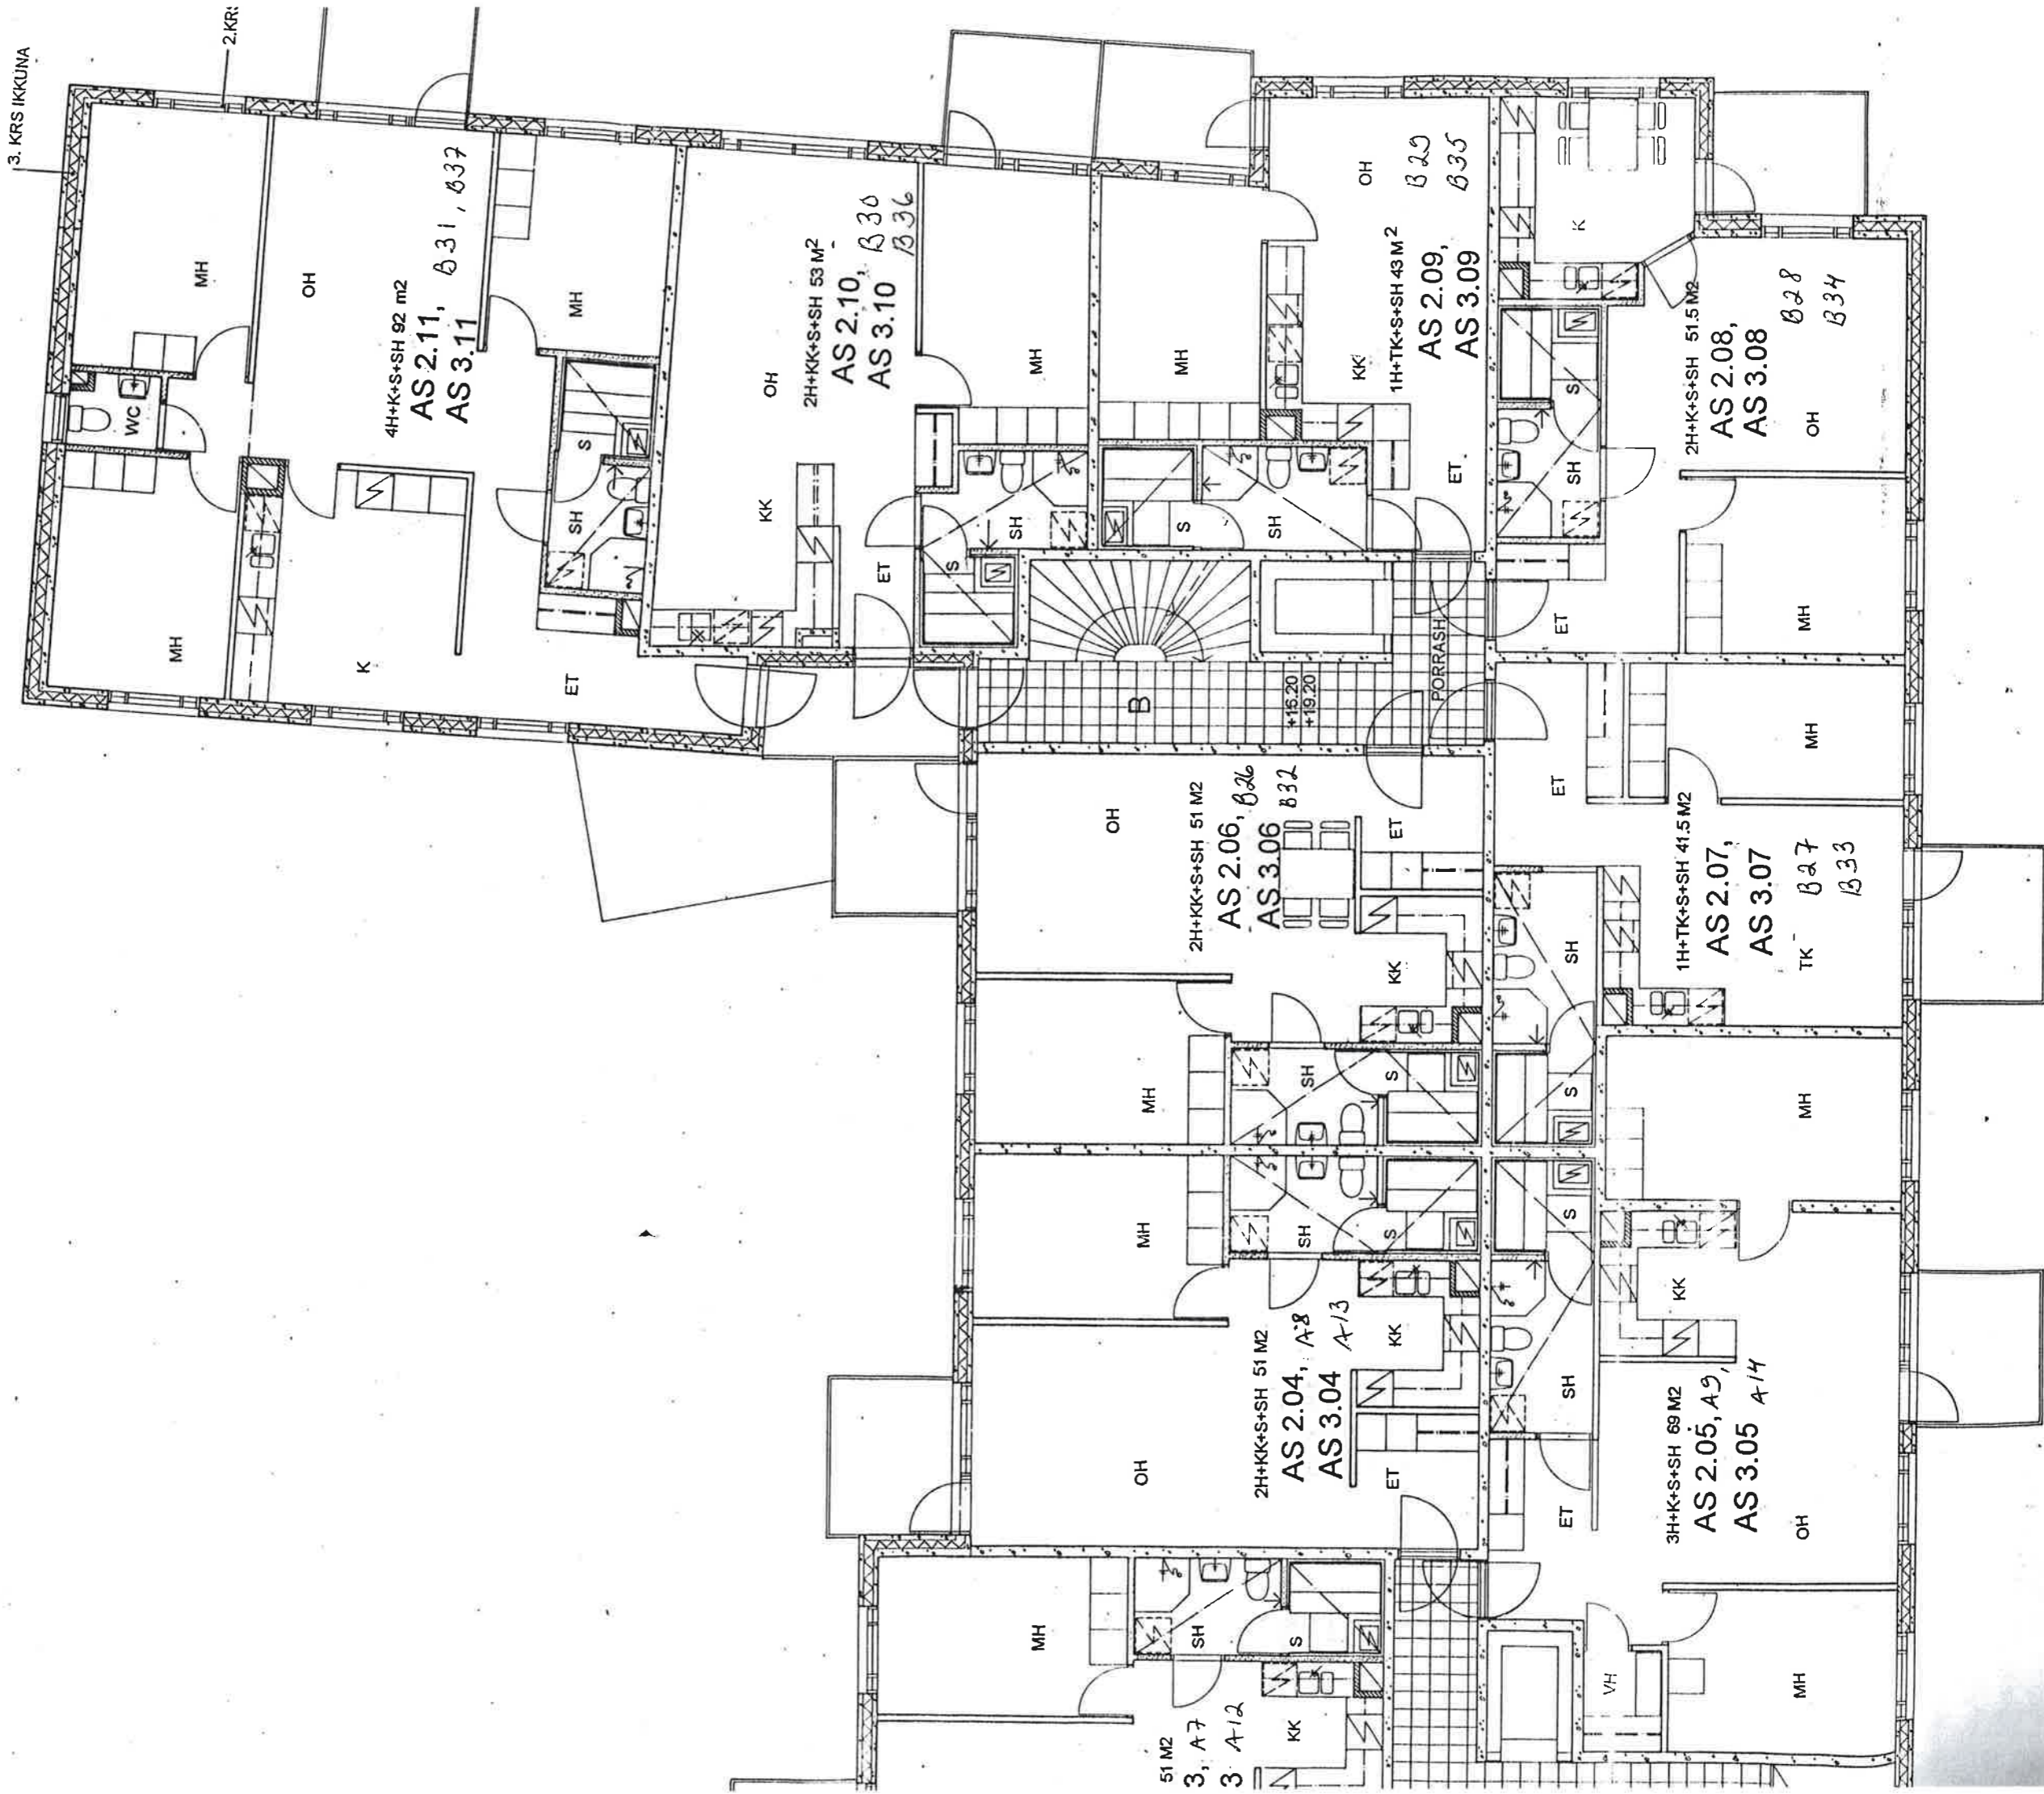 3. KRS IKKUNA
2.KRS
MH
OH
4H+K+S+SH 92 m2
AS 2.11, B31, B37
AS 3.11
MH
WC
MH
K
ET
S
SH
OH
2H+KK+S+SH 53 M²
AS 2.10, B30
AS 3.10 B36
MH
KK
ET
SH
S
MH
OH
B29
B35
KK
1H+TK+S+SH 43 M²
AS 2.09,
AS 3.09
ET
S
SH
K
2H+K+S+SH 51.5 M2
AS 2.08, B28
AS 3.08 B34
OH
S
SH
ET
MH
B
+16.20
+19.20
PORRASH
OH
2H+KK+S+SH 51 M2
AS 2.06, B26
AS 3.06 B32
ET
KK
MH
SH
S
MH
ET
1H+TK+S+SH 41.5 M2
AS 2.07,
AS 3.07
B27
B33
TK
SH
S
MH
MH
SH
S
OH
2H+KK+S+SH 51 M2
AS 2.04, A8
AS 3.04 A13
KK
ET
S
SH
KK
3H+K+S+SH 69 M2
AS 2.05, A9,
AS 3.05 A14
OH
ET
VH
MH
MH
SH
S
51 M2
3, A7
3 A12
KK